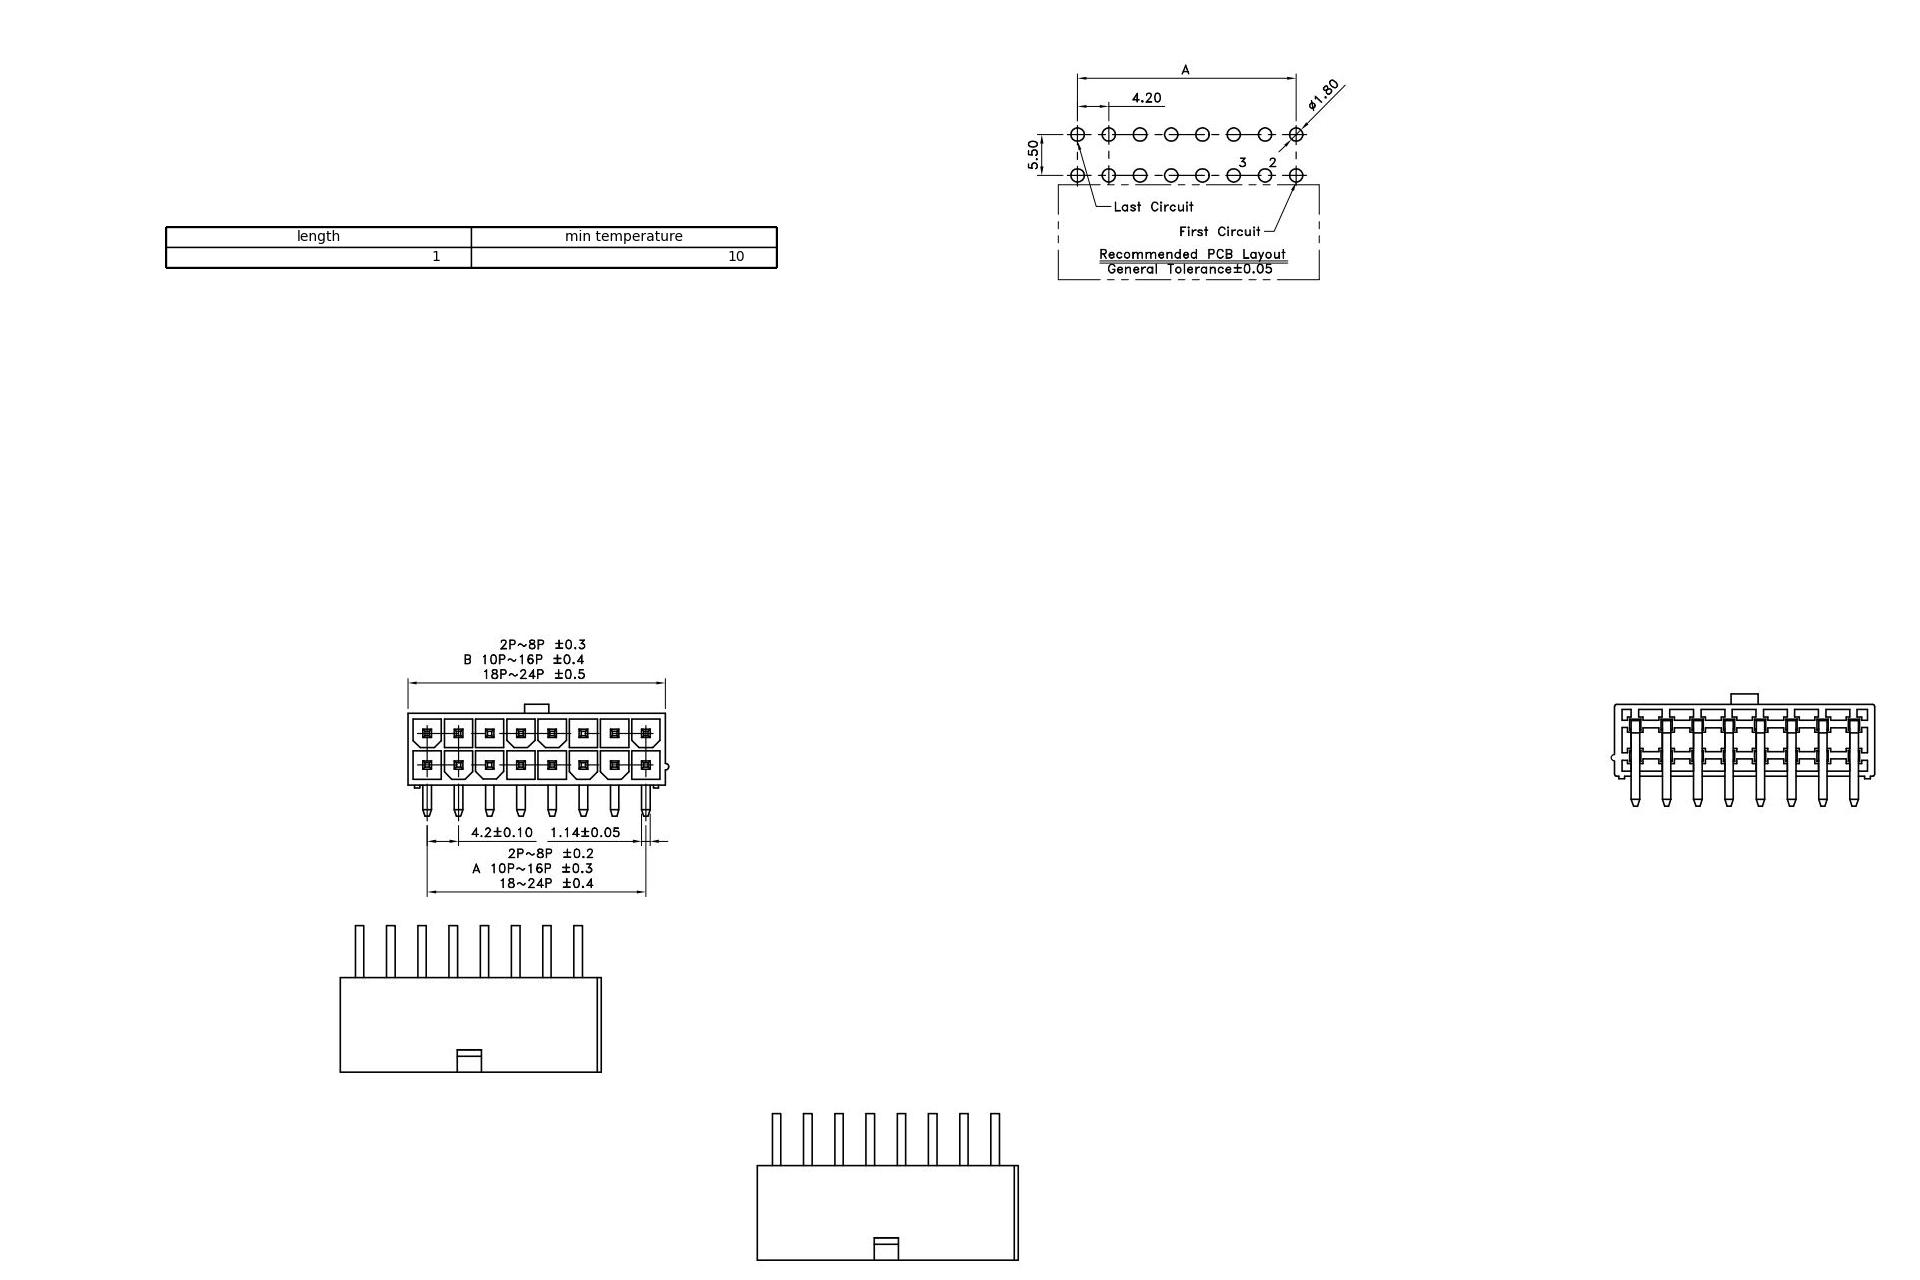 A
4.20
ø1.80
5.50
3 2
Last Circuit
First Circuit
Recommended PCB Layout
General Tolerance±0.05
length min temperature
1 10
2P~8P ±0.3
B 10P~16P ±0.4
18P~24P ±0.5
4.2±0.10 1.14±0.05
2P~8P ±0.2
A 10P~16P ±0.3
18~24P ±0.4